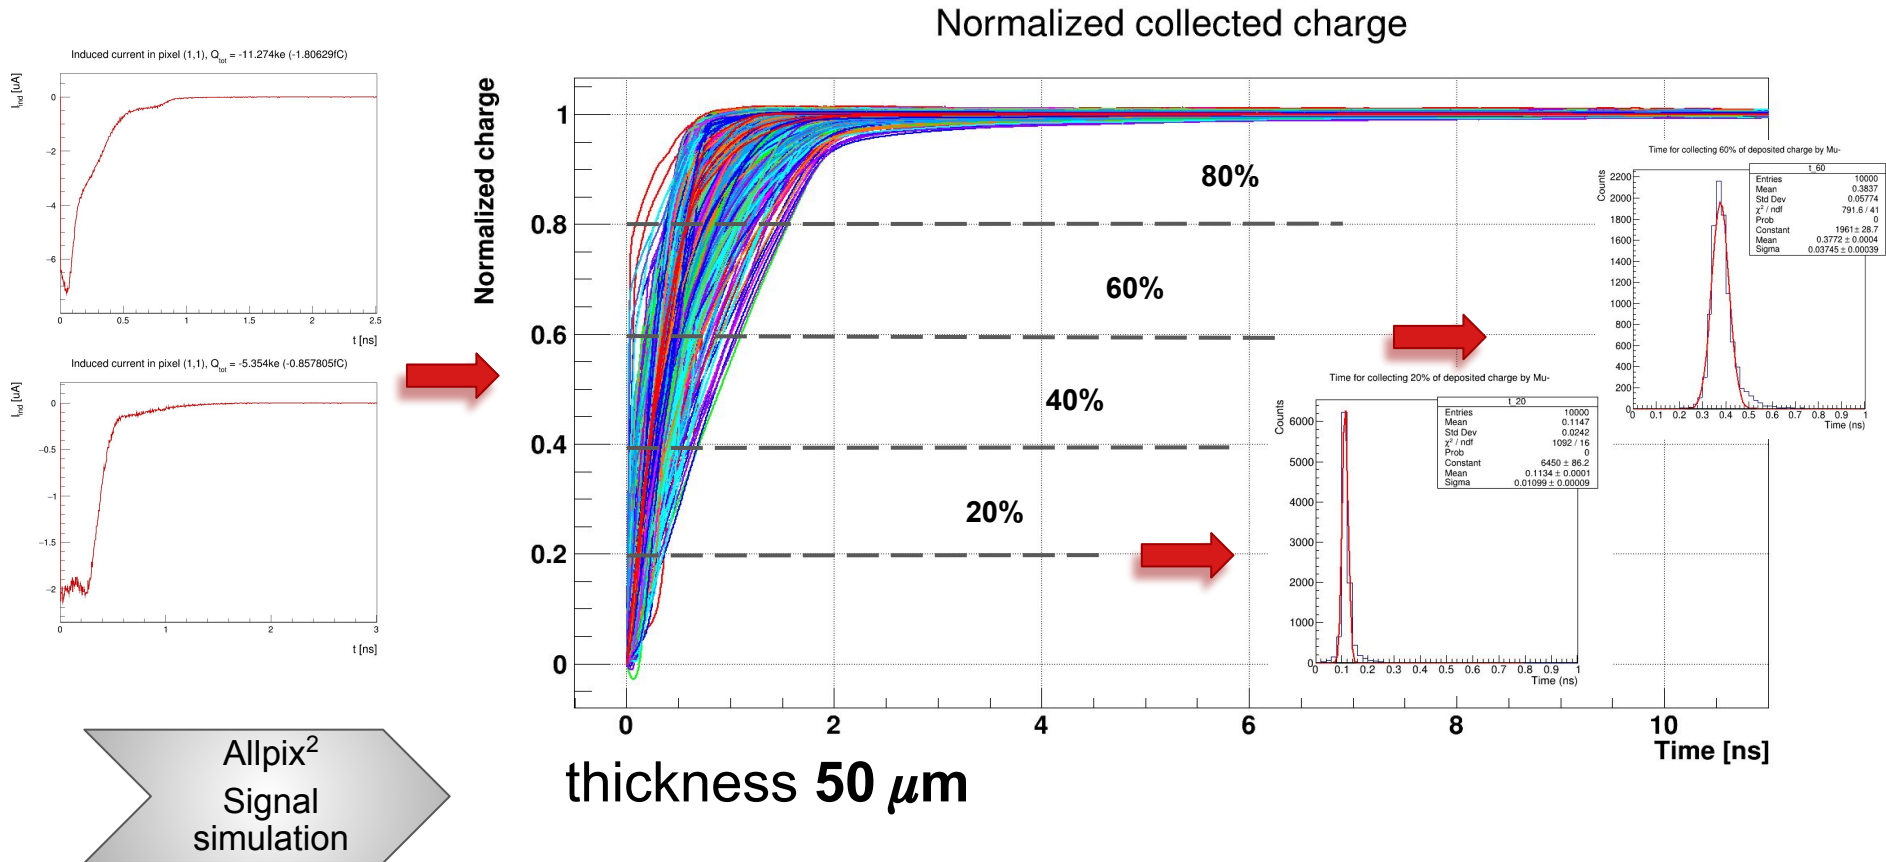 Normalized collected charge
Induced current in pixel (1,1), Qtot = -11.274ke (-1.80629fC)
IInd [uA]
0
−2
−4
−6
0 0.5 1 1.5 2 2.5
t [ns]
Induced current in pixel (1,1), Qtot = -5.354ke (-0.857805fC)
IInd [uA]
0
−0.5
−1
−1.5
−2
0 1 2 3
t [ns]
Normalized charge
1
0.8
0.6
0.4
0.2
0
80%
60%
40%
20%
0 2 4 6 8 10
Time [ns]
Time for collecting 60% of deposited charge by Mu-
Counts
t_60
Entries 10000
Mean 0.3837
Std Dev 0.05774
χ2 / ndf 791.6 / 41
Prob 0
Constant 1961 ± 28.7
Mean 0.3772 ± 0.0004
Sigma 0.03745 ± 0.00039
2200
2000
1800
1600
1400
1200
1000
800
600
400
200
0 0.1 0.2 0.3 0.4 0.5 0.6 0.7 0.8 0.9 1
Time (ns)
Time for collecting 20% of deposited charge by Mu-
Counts
t_20
Entries 10000
Mean 0.1147
Std Dev 0.0242
χ2 / ndf 1092 / 16
Prob 0
Constant 6450 ± 86.2
Mean 0.1134 ± 0.0001
Sigma 0.01099 ± 0.00009
6000
5000
4000
3000
2000
1000
0
0 0.1 0.2 0.3 0.4 0.5 0.6 0.7 0.8 0.9 1
Time (ns)
Allpix2
Signal
simulation
thickness 50 μm